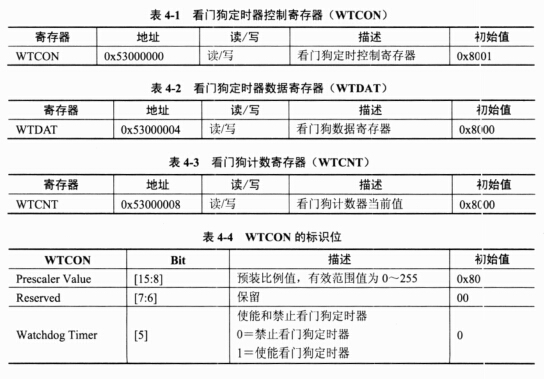 表 4-1 看门狗定时器控制寄存器（WTCON）
寄存器 地址 读/写 描述 初始值
WTCON 0x53000000 读/写 看门狗定时控制寄存器 0x8001
表 4-2 看门狗定时器数据寄存器（WTDAT）
寄存器 地址 读/写 描述 初始值
WTDAT 0x53000004 读/写 看门狗数据寄存器 0x8000
表 4-3 看门狗计数寄存器（WTCNT）
寄存器 地址 读/写 描述 初始值
WTCNT 0x53000008 读/写 看门狗计数器当前值 0x8000
表 4-4 WTCON 的标识位
WTCON Bit 描述 初始值
Prescaler Value [15:8] 预装比例值，有效范围值为 0～255 0x80
Reserved [7:6] 保留 00
使能和禁止看门狗定时器
Watchdog Timer [5] 0＝禁止看门狗定时器 0
1＝使能看门狗定时器